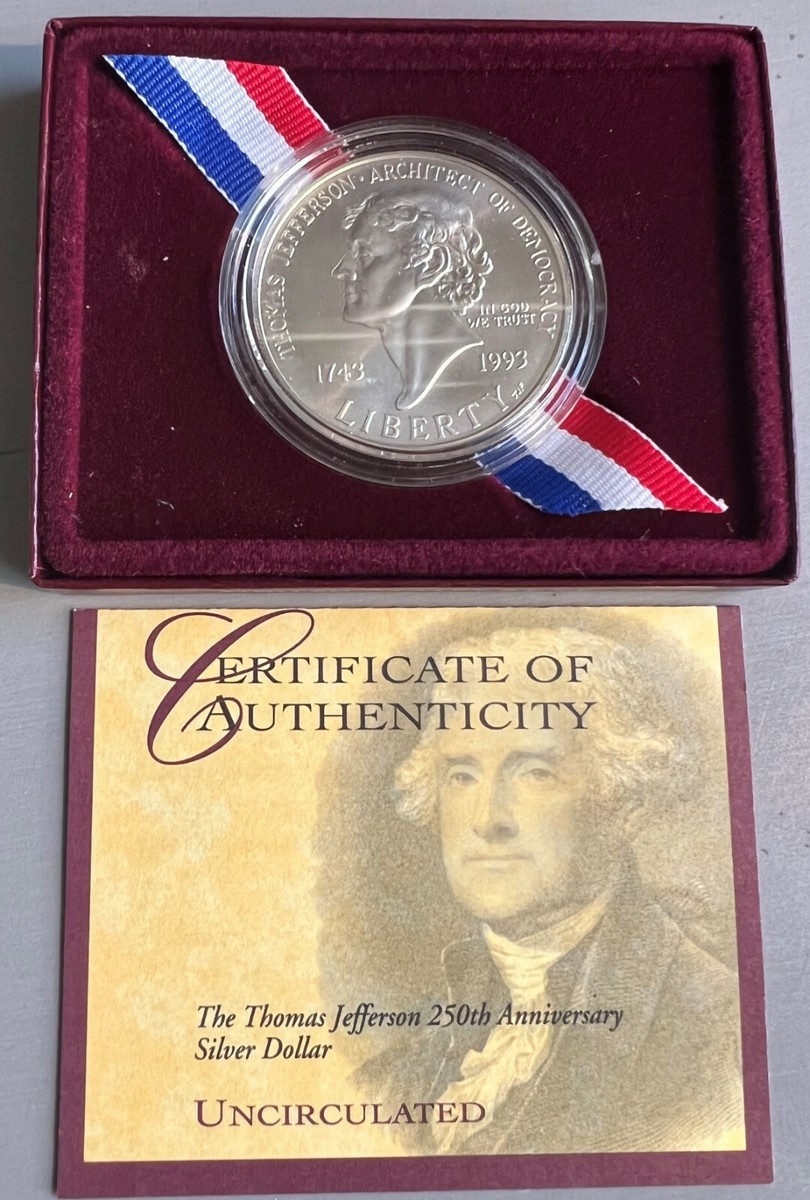 THOMAS JEFFERSON · ARCHITECT OF DEMOCRACY
IN GOD
WE TRUST
1743 1993
LIBERTY
CERTIFICATE OF
AUTHENTICITY
The Thomas Jefferson 250th Anniversary
Silver Dollar
UNCIRCULATED